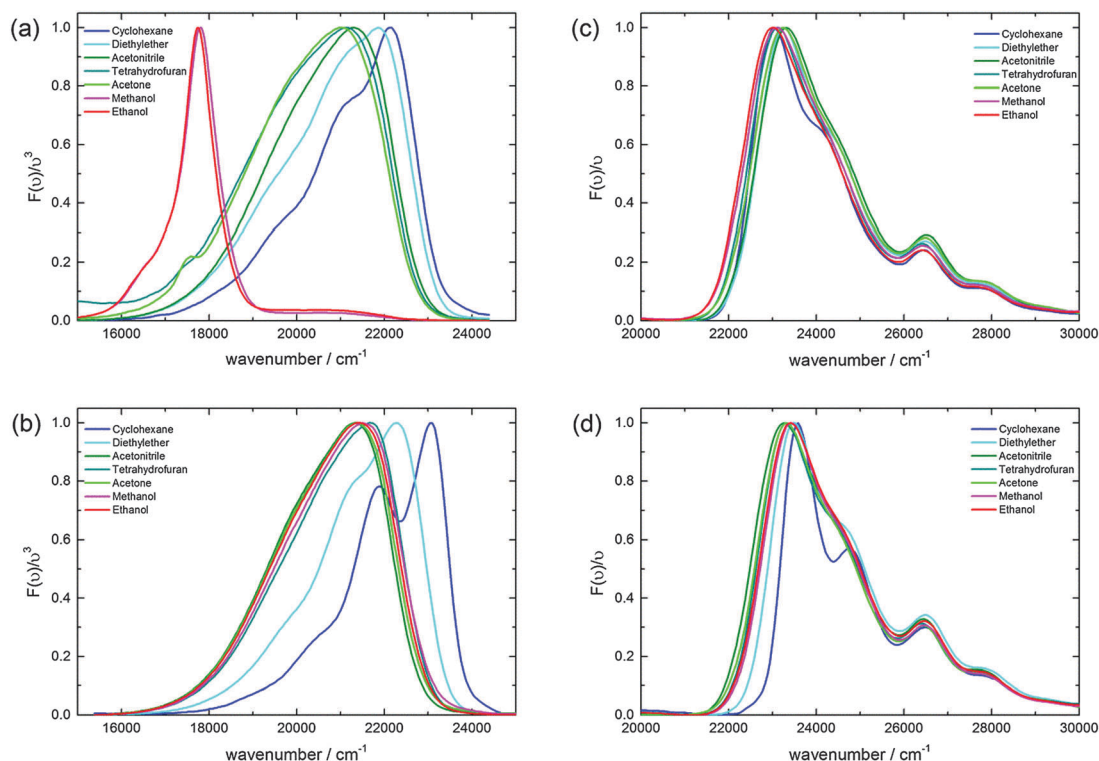 (a)
F(υ)/υ³
1.0
0.8
0.6
0.4
0.2
0.0
Cyclohexane
Diethylether
Acetonitrile
Tetrahydrofuran
Acetone
Methanol
Ethanol
16000 18000 20000 22000 24000
wavenumber / cm⁻¹
(c)
F(υ)/υ
1.0
0.8
0.6
0.4
0.2
0.0
Cyclohexane
Diethylether
Acetonitrile
Tetrahydrofuran
Acetone
Methanol
Ethanol
20000 22000 24000 26000 28000 30000
wavenumber / cm⁻¹
(b)
F(υ)/υ³
1.0
0.8
0.6
0.4
0.2
0.0
Cyclohexane
Diethylether
Acetonitrile
Tetrahydrofuran
Acetone
Methanol
Ethanol
16000 18000 20000 22000 24000
wavenumber / cm⁻¹
(d)
F(υ)/υ
1.0
0.8
0.6
0.4
0.2
0.0
Cyclohexane
Diethylether
Acetonitrile
Tetrahydrofuran
Acetone
Methanol
Ethanol
20000 22000 24000 26000 28000 30000
wavenumber / cm⁻¹